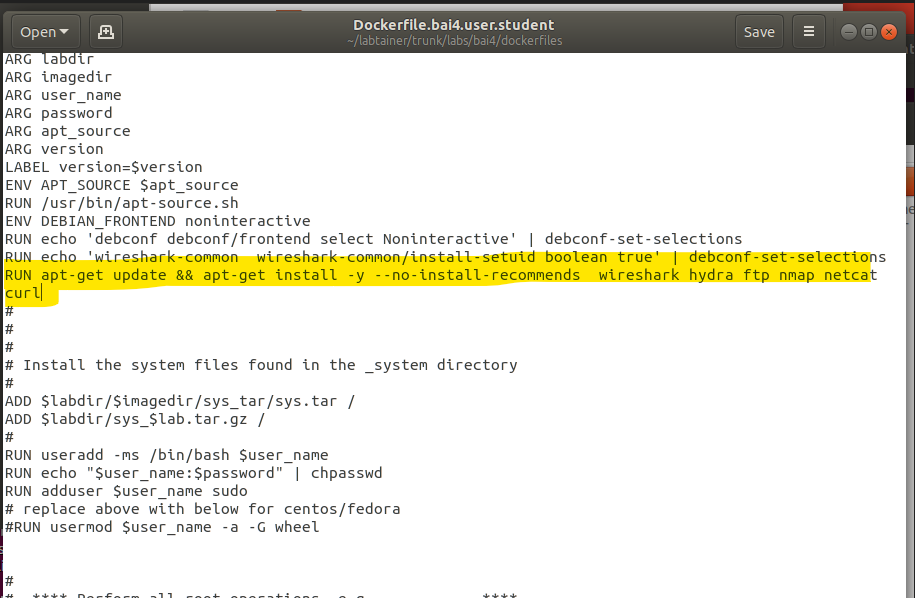 Open
Dockerfile.bai4.user.student
~/labtainer/trunk/labs/bai4/dockerfiles
Save
ARG labdir
ARG imagedir
ARG user_name
ARG password
ARG apt_source
ARG version
LABEL version=$version
ENV APT_SOURCE $apt_source
RUN /usr/bin/apt-source.sh
ENV DEBIAN_FRONTEND noninteractive
RUN echo 'debconf debconf/frontend select Noninteractive' | debconf-set-selections
RUN echo 'wireshark-common  wireshark-common/install-setuid boolean true' | debconf-set-selections
RUN apt-get update && apt-get install -y --no-install-recommends  wireshark hydra ftp nmap netcat
curl
#
#
#
# Install the system files found in the _system directory
#
ADD $labdir/$imagedir/sys_tar/sys.tar /
ADD $labdir/sys_$lab.tar.gz /
#
RUN useradd -ms /bin/bash $user_name
RUN echo "$user_name:$password" | chpasswd
RUN adduser $user_name sudo
# replace above with below for centos/fedora
#RUN usermod $user_name -a -G wheel
#
# **** Perform all root operations, e.g. ****